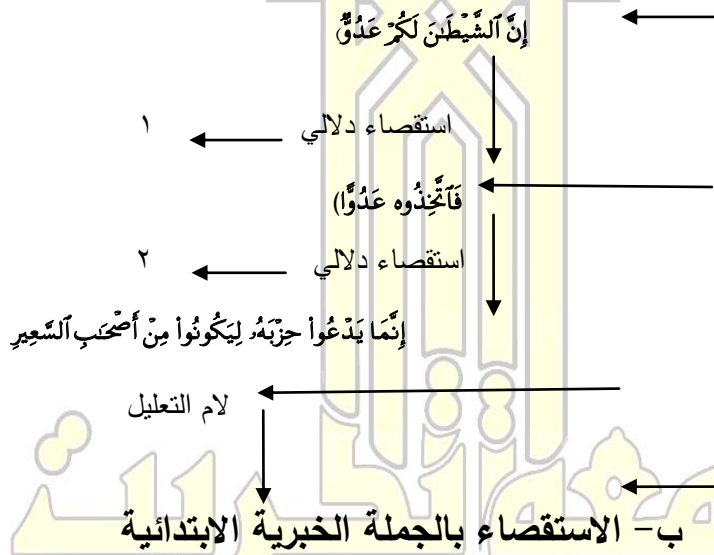 إِنَّ ٱلشَّيْطَٰنَ لَكُمْ عَدُوٌّ
استقصاء دلالي ١
فَٱتَّخِذُوه عَدُوًّا)
استقصاء دلالي ٢
إِنَّمَا يَدْعُوا۟ حِزْبَهُۥ لِيَكُونُوا۟ مِنْ أَصْحَٰبِ ٱلسَّعِيرِ
لام التعليل
ب- الاستقصاء بالجملة الخبرية الابتدائية